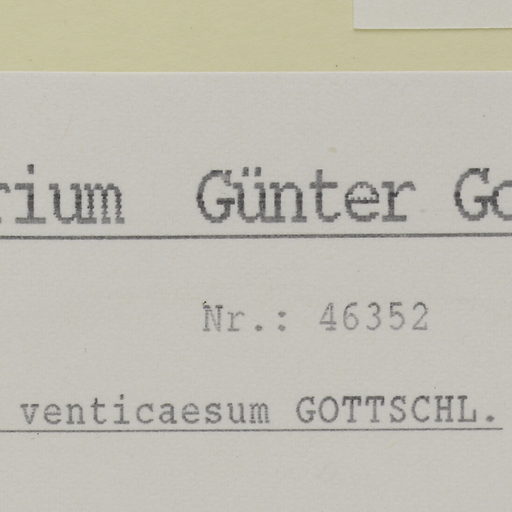 rium Günter Go
Nr.: 46352
venticaesum GOTTSCHL.